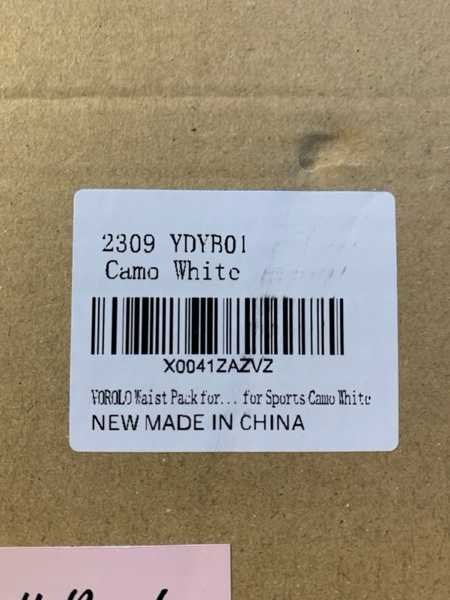 2309 YDYB01
Camo White
X0041ZAZVZ
VOROLO Waist Pack for... for Sports Camo White
NEW MADE IN CHINA